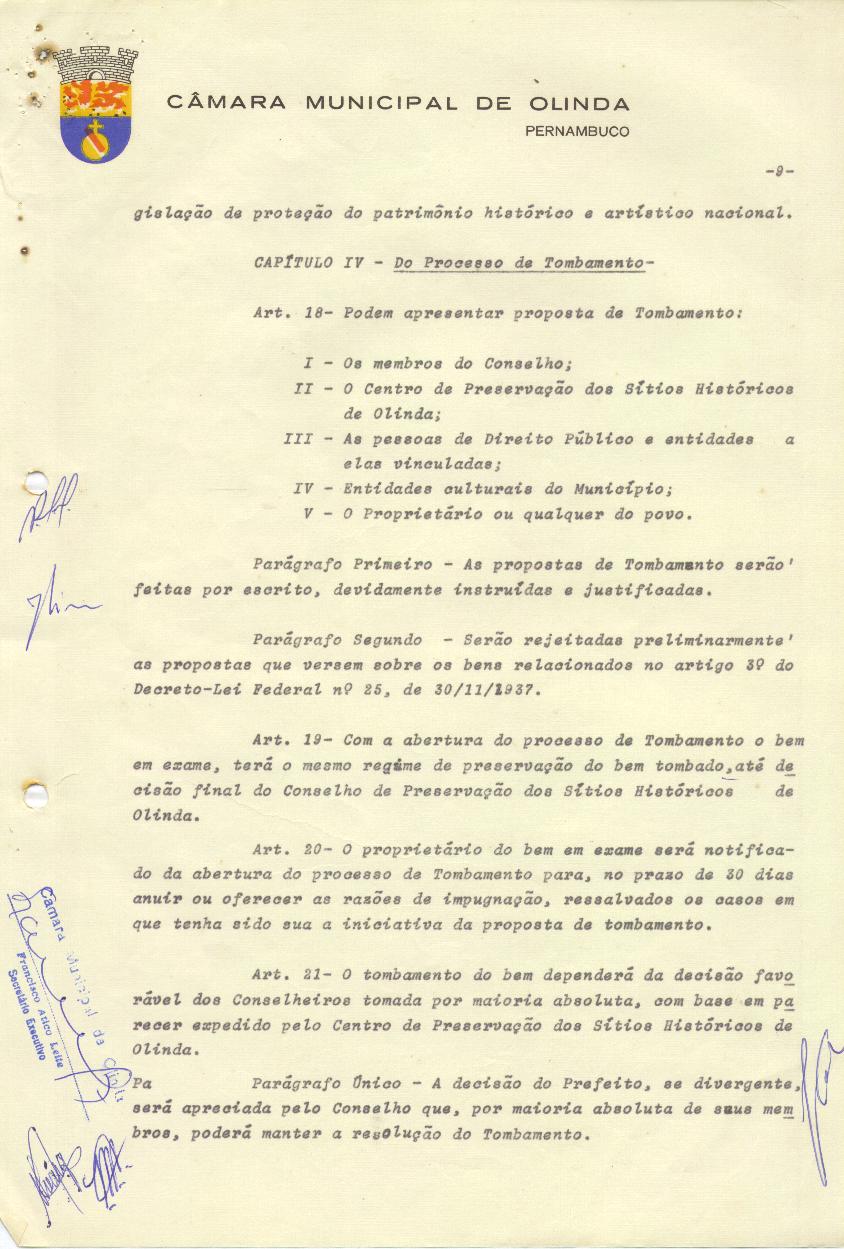 CÂMARA MUNICIPAL DE OLINDA
PERNAMBUCO
-9-
gislação de proteção do patrimônio histórico e artístico nacional.
CAPÍTULO IV - Do Processo de Tombamento-
Art. 18- Podem apresentar proposta de Tombamento:
I - Os membros do Conselho;
II - O Centro de Preservação dos Sítios Históricos
de Olinda;
III - As pessoas de Direito Público e entidades a
elas vinculadas;
IV - Entidades culturais do Município;
V - O Proprietário ou qualquer do povo.
Parágrafo Primeiro - As propostas de Tombamento serão'
feitas por escrito, devidamente instruídas e justificadas.
Parágrafo Segundo - Serão rejeitadas preliminarmente'
as propostas que versem sobre os bens relacionados no artigo 3º do
Decreto-Lei Federal nº 25, de 30/11/1937.
Art. 19- Com a abertura do processo de Tombamento o bem
em exame, terá o mesmo regime de preservação do bem tombado,até de
cisão final do Conselho de Preservação dos Sítios Históricos de
Olinda.
Art. 20- O proprietário do bem em exame será notifica-
do da abertura do processo de Tombamento para, no prazo de 30 dias
anuir ou oferecer as razões de impugnação, ressalvados os casos em
que tenha sido sua a iniciativa da proposta de tombamento.
Art. 21- O tombamento do bem dependerá da decisão favo
rável dos Conselheiros tomada por maioria absoluta, com base em pa
recer expedido pelo Centro de Preservação dos Sítios Históricos de
Olinda.
Pa Parágrafo Único - A decisão do Prefeito, se divergente,
será apreciada pelo Conselho que, por maioria absoluta de seus mem
bros, poderá manter a resolução do Tombamento.
Câmara Municipal de Olinda
Francisco Atico Leite
Secretário Executivo